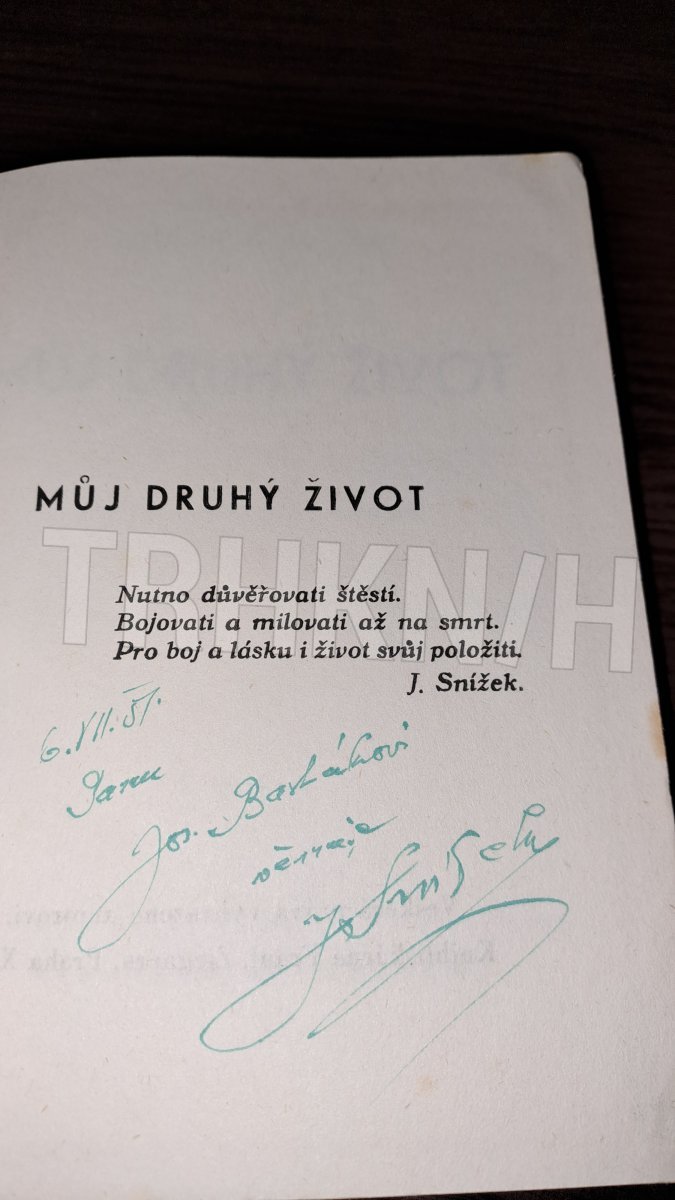 MŮJ DRUHÝ ŽIVOT
TRHKN/H
Nutno důvěřovati štěstí.
Bojovati a milovati až na smrt.
Pro boj a lásku i život svůj položiti.
J. Snížek.
6. VII. 51.
Panu
Jos. Bartákovi
věnuje
J. Snížek